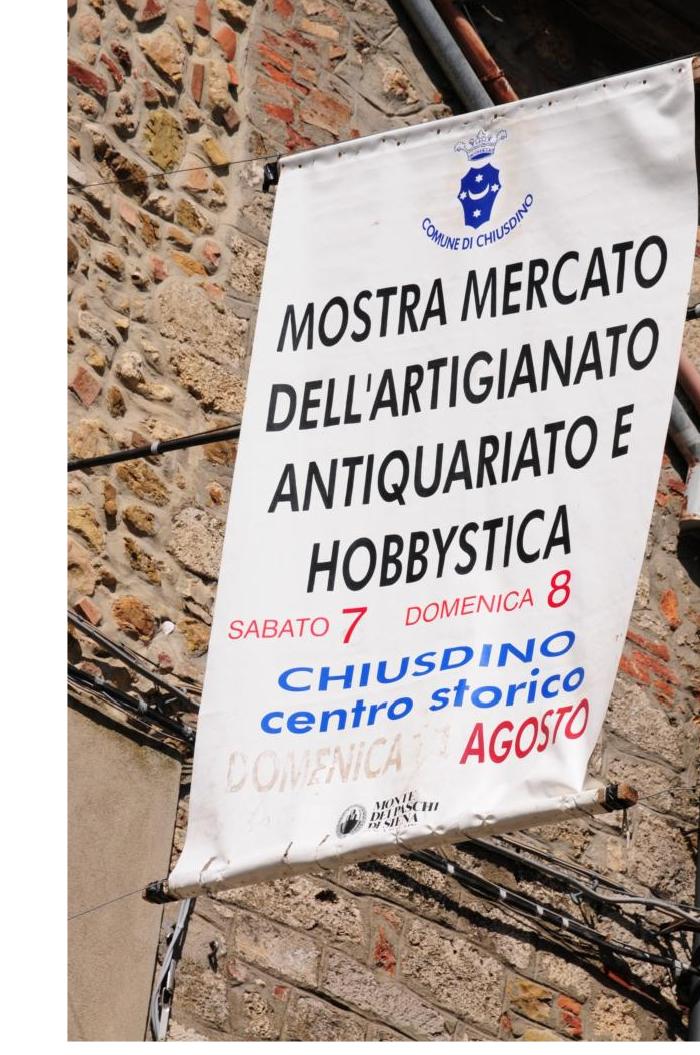 COMUNE DI CHIUSDINO
MOSTRA MERCATO
DELL'ARTIGIANATO
ANTIQUARIATO E
HOBBYSTICA
SABATO 7 DOMENICA 8
CHIUSDINO
centro storico
DOMENICA AGOSTO
MONTE
DEI PASCHI
DI SIENA